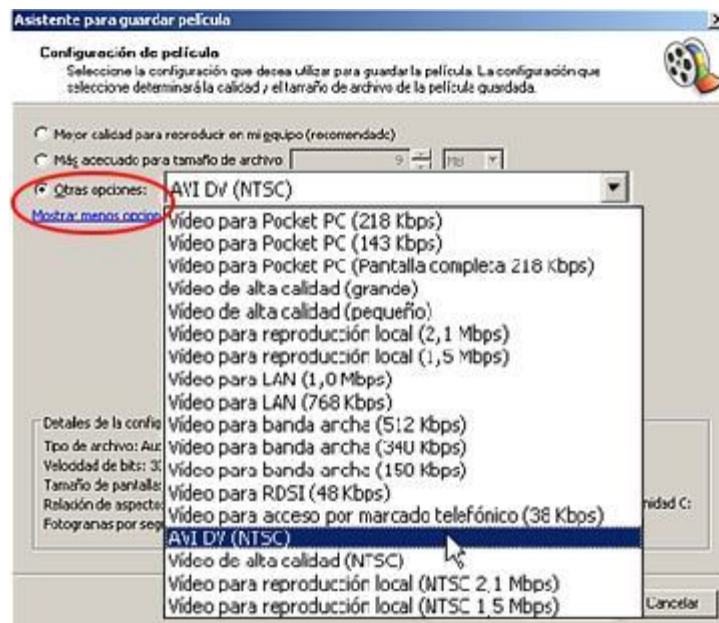 Asistente para guardar película
Configuración de película
Seleccione la configuración que desea utilizar para guardar la película. La configuración que
seleccione determinará la calidad y el tamaño de archivo de la película guardada.
Mejor calidad para reproducir en mi equipo (recomendado)
Más adecuado para tamaño de archivo 9 MB
Otras opciones: AVI DV (NTSC)
Mostrar menos opcion
Vídeo para Pocket PC (218 Kbps)
Vídeo para Pocket PC (143 Kbps)
Vídeo para Pocket PC (Pantalla completa 218 Kbps)
Vídeo de alta calidad (grande)
Vídeo de alta calidad (pequeño)
Vídeo para reproducción local (2,1 Mbps)
Vídeo para reproducción local (1,5 Mbps)
Vídeo para LAN (1,0 Mbps)
Vídeo para LAN (768 Kbps)
Vídeo para banda ancha (512 Kbps)
Vídeo para banda ancha (340 Kbps)
Vídeo para banda ancha (150 Kbps)
Vídeo para RDSI (48 Kbps)
Vídeo para acceso por marcado telefónico (38 Kbps)
AVI DV (NTSC)
Vídeo de alta calidad (NTSC)
Vídeo para reproducción local (NTSC 2,1 Mbps)
Vídeo para reproducción local (NTSC 1,5 Mbps)
Detalles de la config
Tipo de archivo: Au
Velocidad de bits: 3
Tamaño de pantalla:
Relación de aspecto: nidad C:
Fotogramas por seg
Cancelar